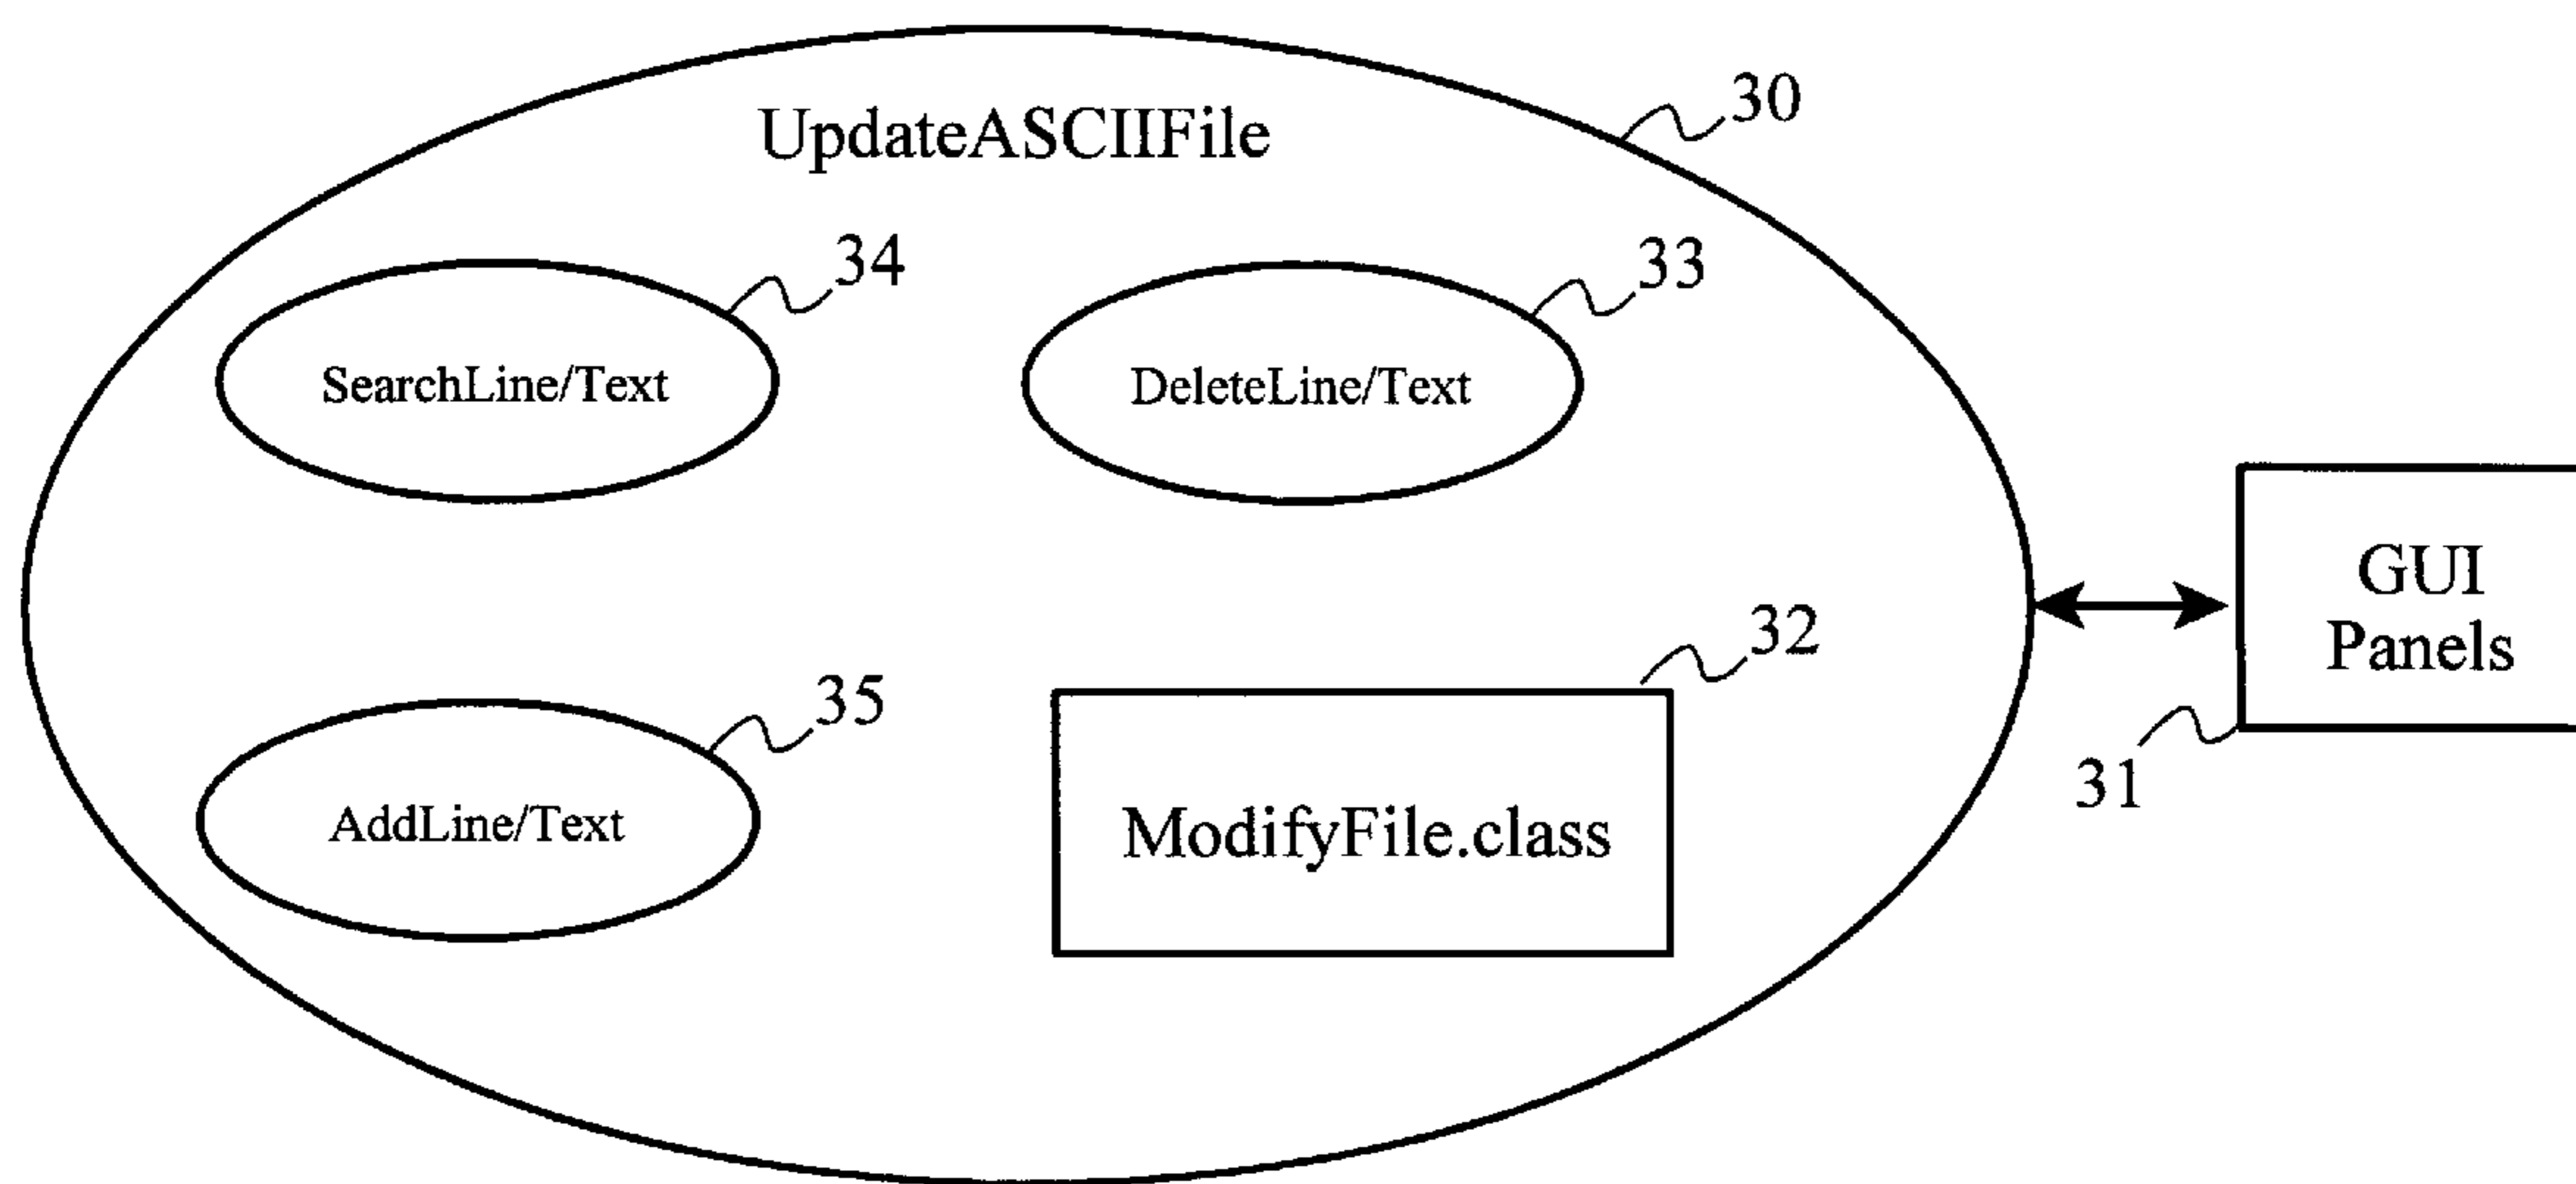 30
UpdateASCIIFile
34
33
SearchLine/Text
DeleteLine/Text
GUI
Panels
32
35
31
AddLine/Text
ModifyFile.class